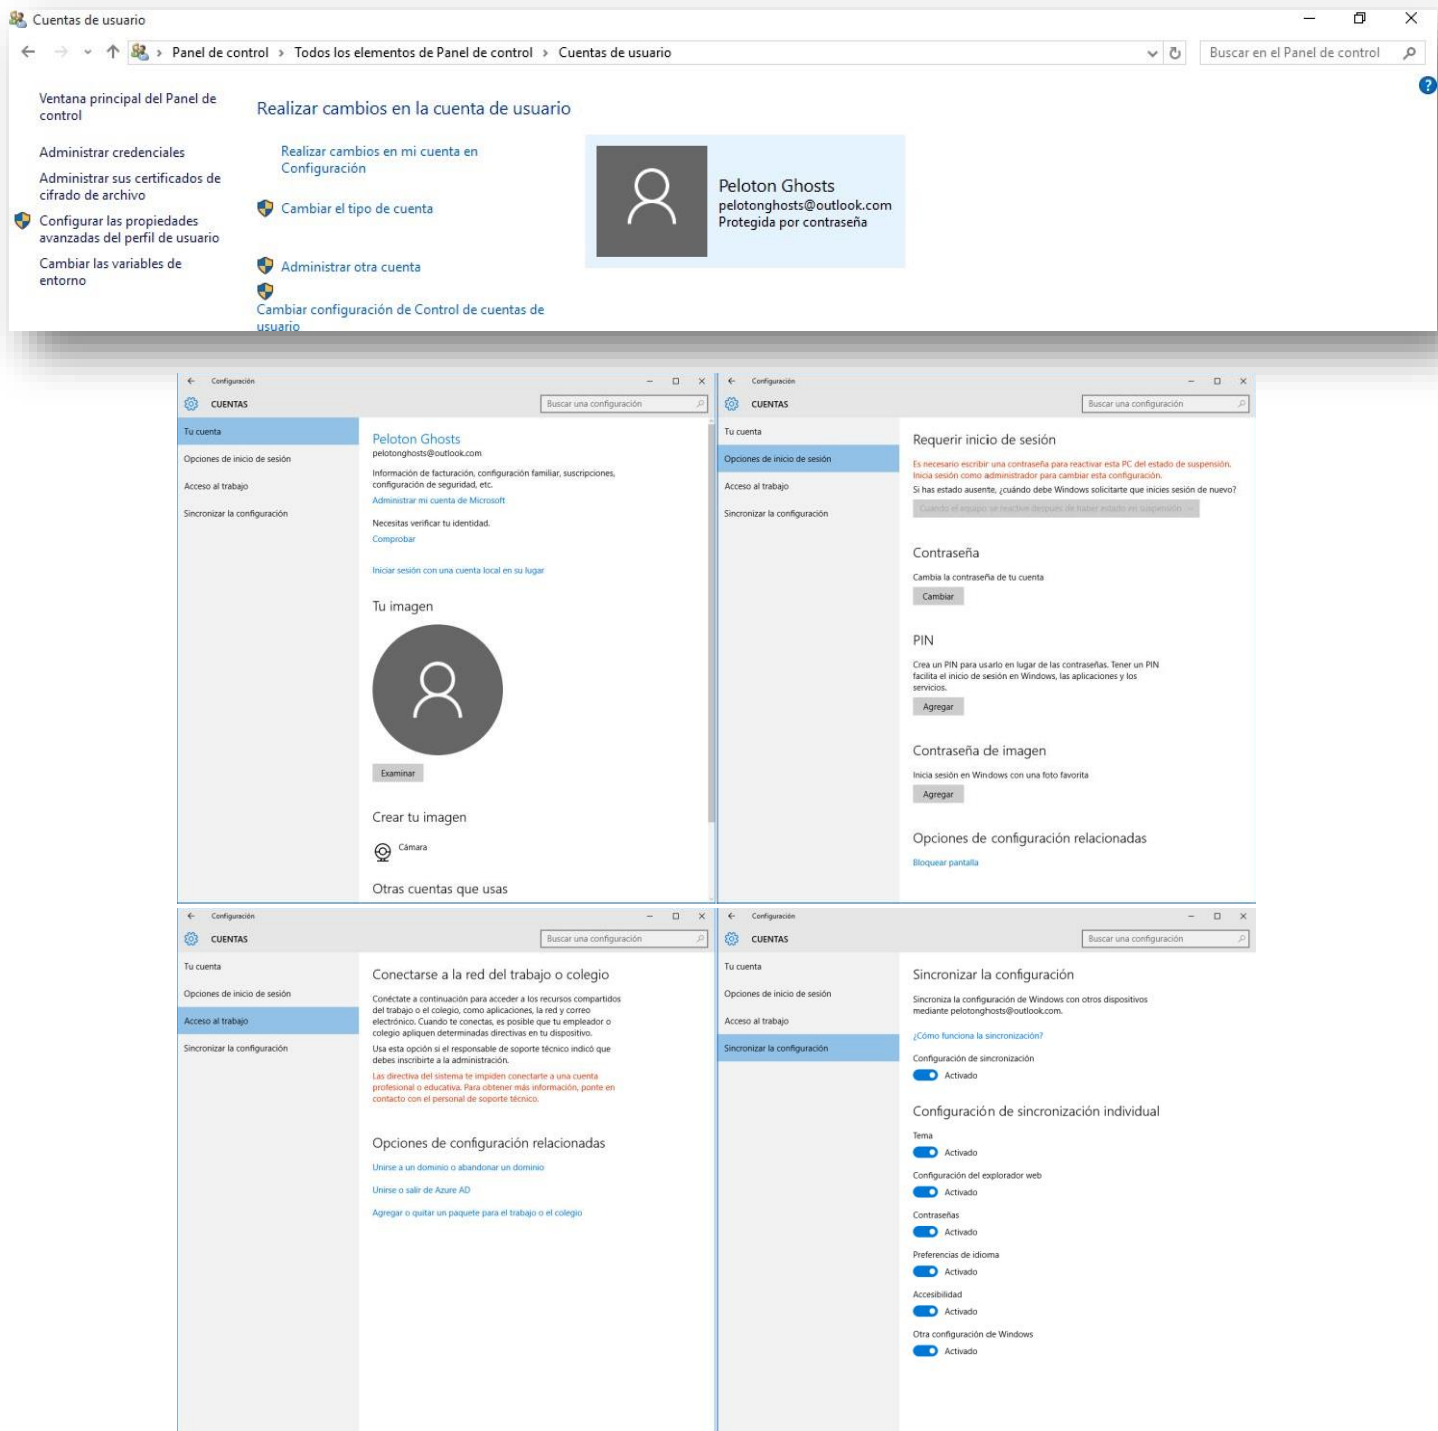 Cuentas de usuario
Panel de control > Todos los elementos de Panel de control > Cuentas de usuario
Buscar en el Panel de control
Ventana principal del Panel de
control
Administrar credenciales
Administrar sus certificados de
cifrado de archivo
Configurar las propiedades
avanzadas del perfil de usuario
Cambiar las variables de
entorno
Realizar cambios en la cuenta de usuario
Realizar cambios en mi cuenta en
Configuración
Cambiar el tipo de cuenta
Administrar otra cuenta
Cambiar configuración de Control de cuentas de
usuario
Peloton Ghosts
pelotonghosts@outlook.com
Protegida por contraseña
Configuración
CUENTAS
Buscar una configuración
Tu cuenta
Opciones de inicio de sesión
Acceso al trabajo
Sincronizar la configuración
Peloton Ghosts
pelotonghosts@outlook.com
Información de facturación, configuración familiar, suscripciones,
configuración de seguridad, etc.
Administrar mi cuenta de Microsoft
Necesitas verificar tu identidad.
Comprobar
Iniciar sesión con una cuenta local en su lugar
Tu imagen
Examinar
Crear tu imagen
Cámara
Otras cuentas que usas
Configuración
CUENTAS
Buscar una configuración
Tu cuenta
Opciones de inicio de sesión
Acceso al trabajo
Sincronizar la configuración
Requerir inicio de sesión
Es necesario escribir una contraseña para reactivar esta PC del estado de suspensión.
Inicia sesión como administrador para cambiar esta configuración.
Si has estado ausente, ¿cuándo debe Windows solicitarte que inicies sesión de nuevo?
Cuando el equipo se reactive después de haber estado en suspensión
Contraseña
Cambia la contraseña de tu cuenta
Cambiar
PIN
Crea un PIN para usarlo en lugar de las contraseñas. Tener un PIN
facilita el inicio de sesión en Windows, las aplicaciones y los
servicios.
Agregar
Contraseña de imagen
Inicia sesión en Windows con una foto favorita
Agregar
Opciones de configuración relacionadas
Bloquear pantalla
Configuración
CUENTAS
Buscar una configuración
Tu cuenta
Opciones de inicio de sesión
Acceso al trabajo
Sincronizar la configuración
Conectarse a la red del trabajo o colegio
Conéctate a continuación para acceder a los recursos compartidos
del trabajo o el colegio, como aplicaciones, la red y correo
electrónico. Cuando te conectas, es posible que tu empleador o
colegio apliquen determinadas directivas en tu dispositivo.
Usa esta opción si el responsable de soporte técnico indicó que
debes inscribirte a la administración.
Las directiva del sistema te impiden conectarte a una cuenta
profesional o educativa. Para obtener más información, ponte en
contacto con el personal de soporte técnico.
Opciones de configuración relacionadas
Unirse a un dominio o abandonar un dominio
Unirse o salir de Azure AD
Agregar o quitar un paquete para el trabajo o el colegio
Configuración
CUENTAS
Buscar una configuración
Tu cuenta
Opciones de inicio de sesión
Acceso al trabajo
Sincronizar la configuración
Sincronizar la configuración
Sincroniza la configuración de Windows con otros dispositivos
mediante pelotonghosts@outlook.com.
¿Cómo funciona la sincronización?
Configuración de sincronización
Activado
Configuración de sincronización individual
Tema
Activado
Configuración del explorador web
Activado
Contraseñas
Activado
Preferencias de idioma
Activado
Accesibilidad
Activado
Otra configuración de Windows
Activado